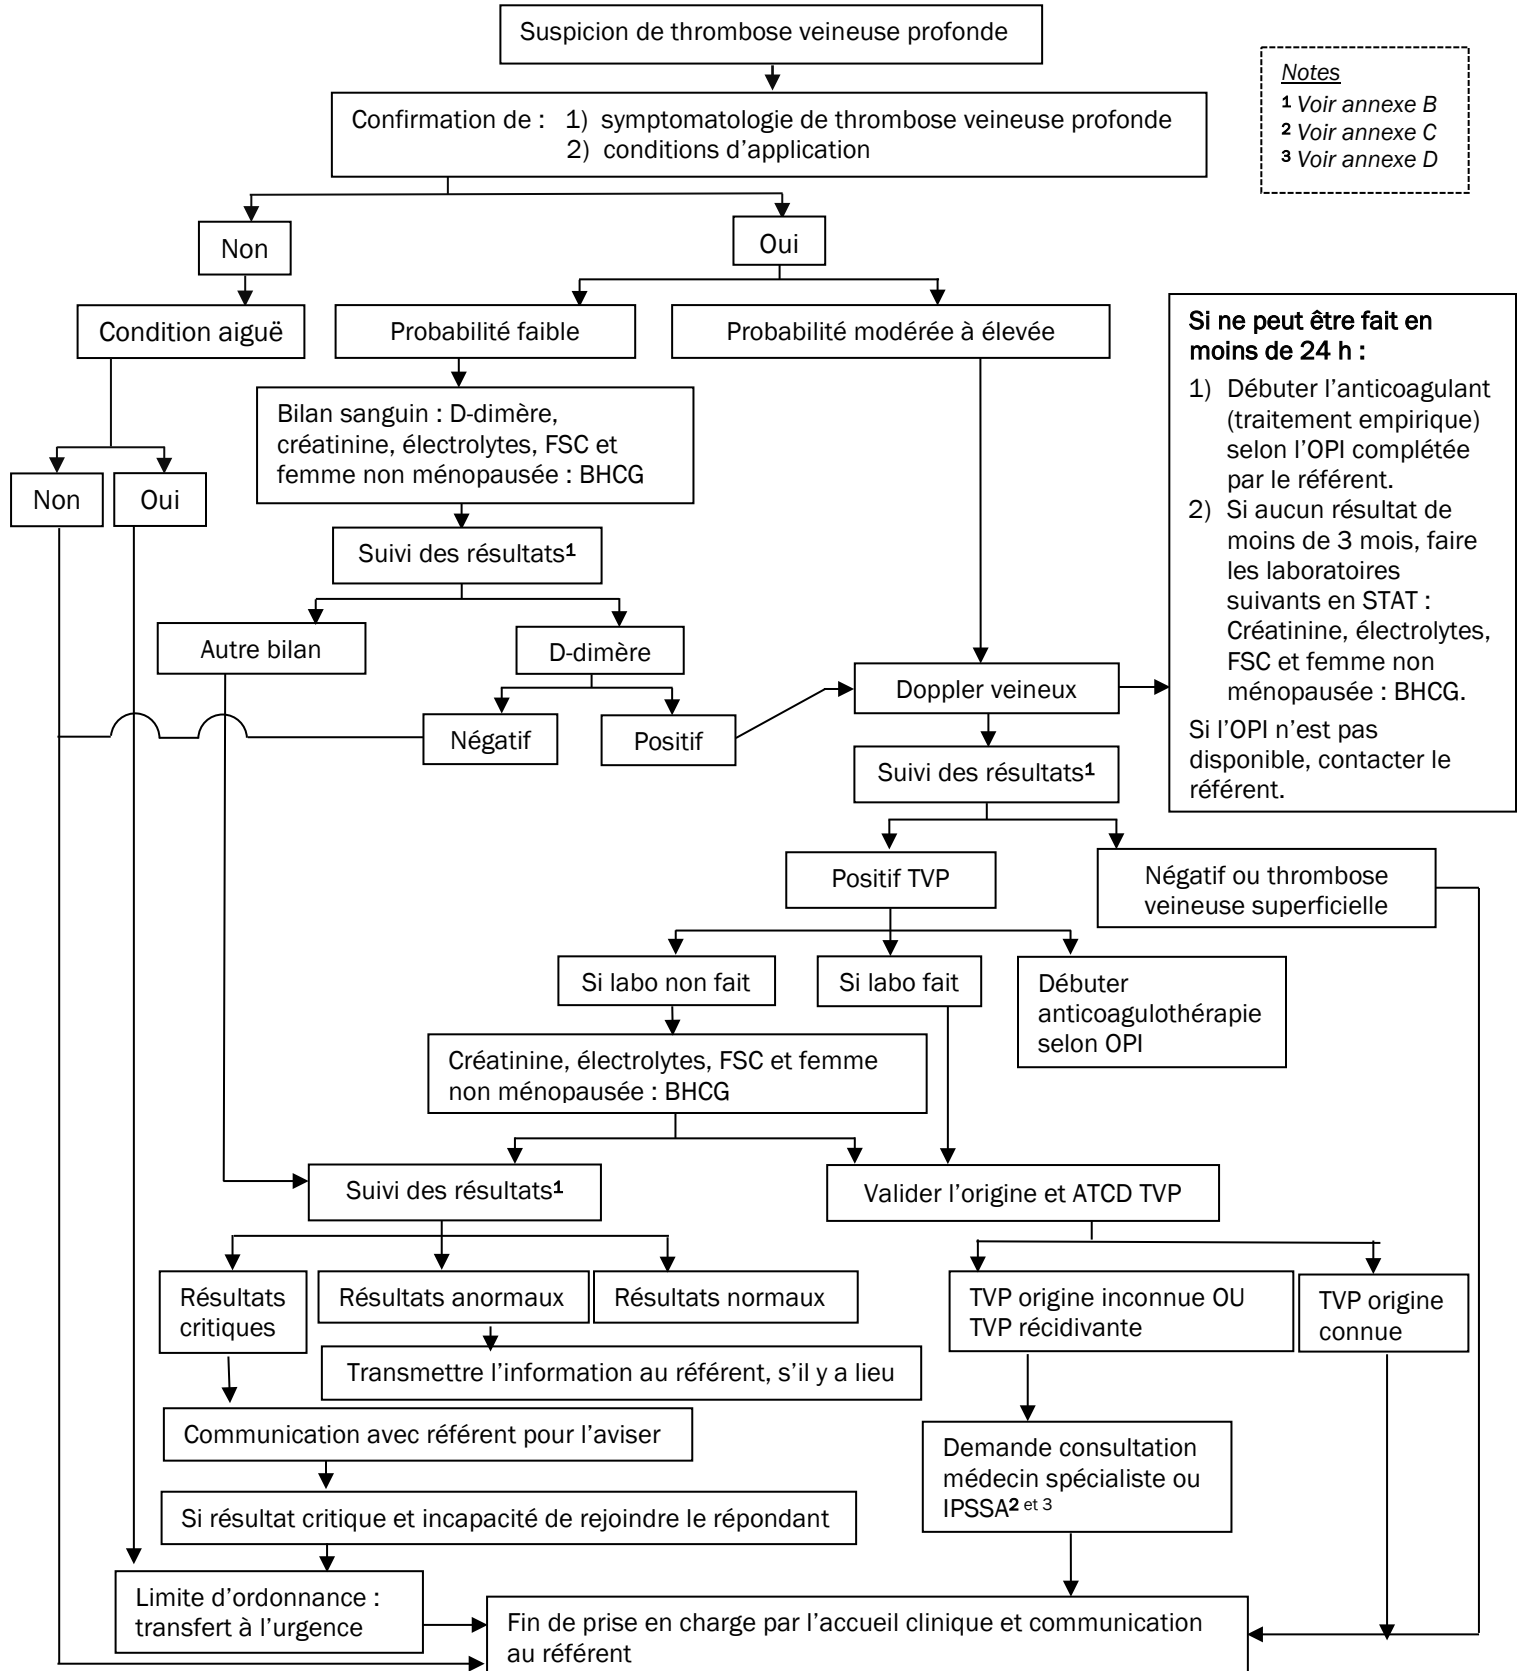 Suspicion de thrombose veineuse profonde
Notes
¹ Voir annexe B
² Voir annexe C
³ Voir annexe D
Confirmation de : 1) symptomatologie de thrombose veineuse profonde
2) conditions d'application
Non
Oui
Condition aiguë
Probabilité faible
Probabilité modérée à élevée
Si ne peut être fait en
moins de 24 h :
1) Débuter l'anticoagulant
(traitement empirique)
selon l'OPI complétée
par le référent.
2) Si aucun résultat de
moins de 3 mois, faire
les laboratoires
suivants en STAT :
Créatinine, électrolytes,
FSC et femme non
ménopausée : BHCG.
Si l'OPI n'est pas
disponible, contacter le
référent.
Bilan sanguin : D-dimère,
créatinine, électrolytes, FSC et
femme non ménopausée : BHCG
Non
Oui
Suivi des résultats¹
Autre bilan
D-dimère
Doppler veineux
Négatif
Positif
Suivi des résultats¹
Positif TVP
Négatif ou thrombose
veineuse superficielle
Si labo non fait
Si labo fait
Débuter
anticoagulothérapie
selon OPI
Créatinine, électrolytes, FSC et femme
non ménopausée : BHCG
Suivi des résultats¹
Valider l'origine et ATCD TVP
Résultats
critiques
Résultats anormaux
Résultats normaux
TVP origine inconnue OU
TVP récidivante
TVP origine
connue
Transmettre l'information au référent, s'il y a lieu
Communication avec référent pour l'aviser
Demande consultation
médecin spécialiste ou
IPSSA² et 3
Si résultat critique et incapacité de rejoindre le répondant
Limite d'ordonnance :
transfert à l'urgence
Fin de prise en charge par l'accueil clinique et communication
au référent